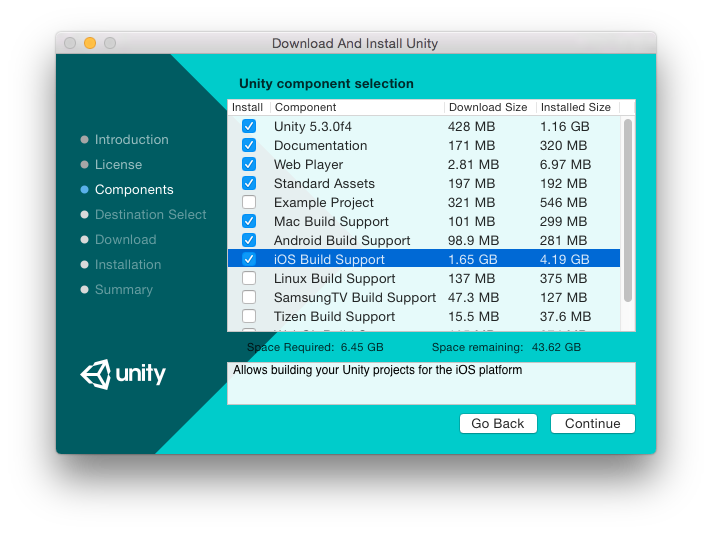 Download And Install Unity
Unity component selection
Install Component Download Size Installed Size
Unity 5.3.0f4 428 MB 1.16 GB
Documentation 171 MB 320 MB
Web Player 2.81 MB 6.97 MB
Standard Assets 197 MB 192 MB
Example Project 321 MB 546 MB
Mac Build Support 101 MB 299 MB
Android Build Support 98.9 MB 281 MB
iOS Build Support 1.65 GB 4.19 GB
Linux Build Support 137 MB 375 MB
SamsungTV Build Support 47.3 MB 127 MB
Tizen Build Support 15.5 MB 37.6 MB
Introduction
License
Components
Destination Select
Download
Installation
Summary
Space Required: 6.45 GB Space remaining: 43.62 GB
unity
Allows building your Unity projects for the iOS platform
Go Back Continue